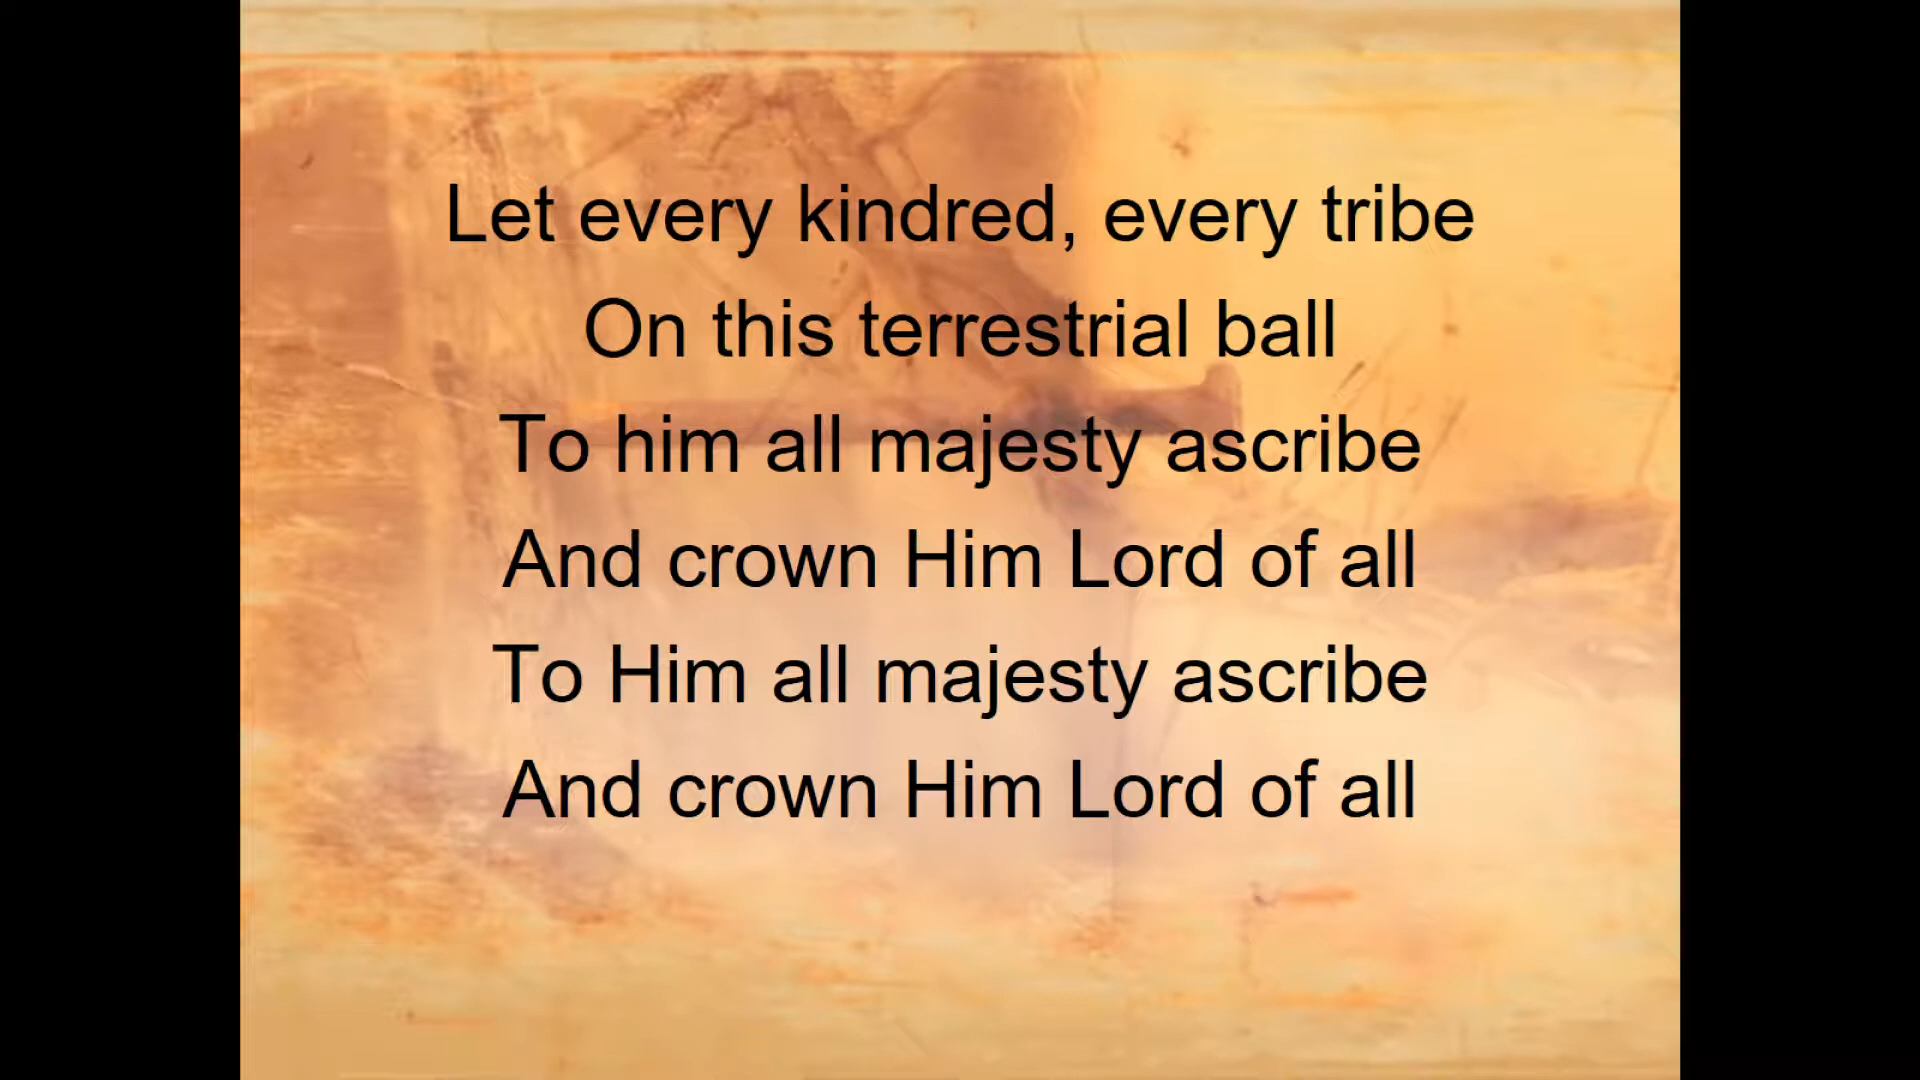 Let every kindred, every tribe
On this terrestrial ball
To him all majesty ascribe
And crown Him Lord of all
To Him all majesty ascribe
And crown Him Lord of all